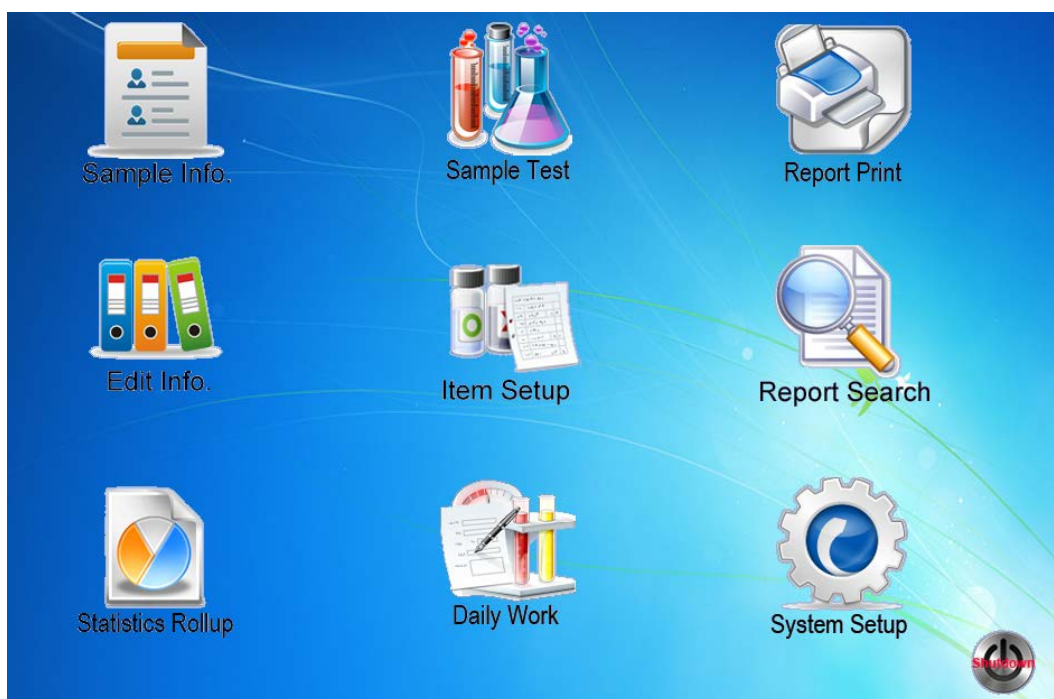 Sample Info.
Sample Test
Report Print
Edit Info.
Item Setup
Report Search
Statistics Rollup
Daily Work
System Setup
Shutdown